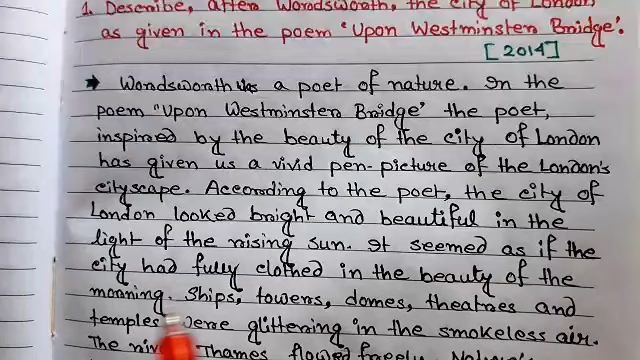 1. Describe, after Wordsworth, the city of London
as given in the poem 'Upon Westminster Bridge'.
[2014]
→ Wordsworth was a poet of nature. In the
poem "Upon Westminster Bridge' the poet,
inspired by the beauty of the city of London
has given us a vivid pen-picture of the London's
cityscape. According to the poet, the city of
London looked bright and beautiful in the
light of the rising sun. It seemed as if the
city had fully clothed in the beauty of the
morning. Ships, towers, domes, theatres and
temples were glittering in the smokeless air.
The Thames flowed freely.